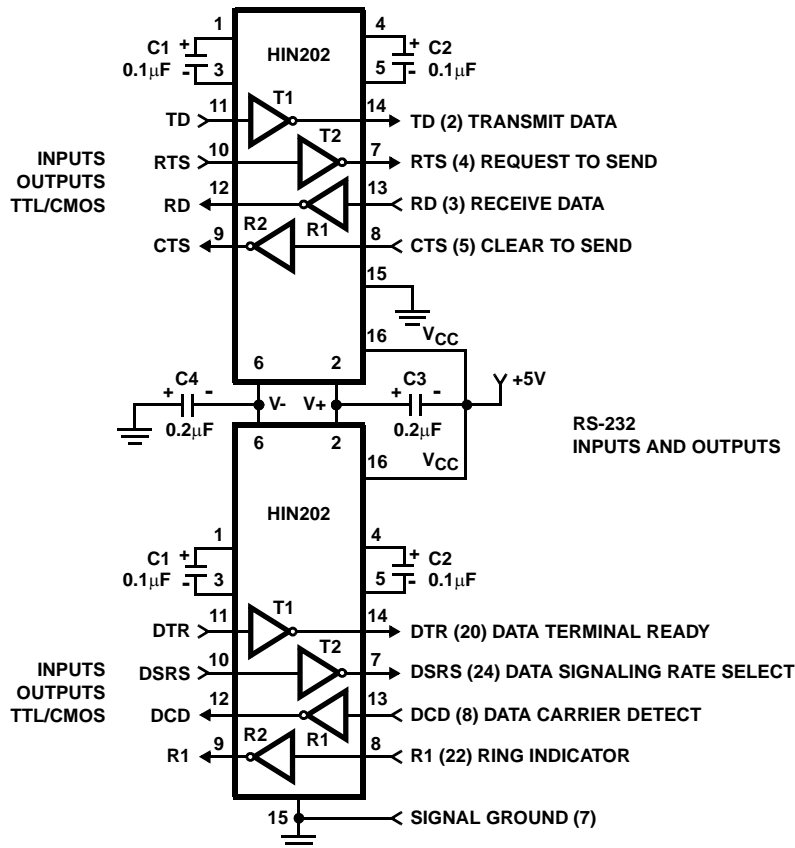 1
4
C1 + HIN202 + C2
0.1µF - 3 5 - 0.1µF
T1
TD 11 14 TD (2) TRANSMIT DATA
T2
INPUTS
OUTPUTS
TTL/CMOS
RTS 10 7 RTS (4) REQUEST TO SEND
RD 12 13 RD (3) RECEIVE DATA
R2 R1
CTS 9 8 CTS (5) CLEAR TO SEND
15
16 VCC
6 2
C4 C3 +5V
+ - V- V+ + -
0.2µF 0.2µF
RS-232
INPUTS AND OUTPUTS
6 2
16 VCC
HIN202
1 4
C1 + + C2
0.1µF - 3 5 - 0.1µF
T1
DTR 11 14 DTR (20) DATA TERMINAL READY
T2
INPUTS
OUTPUTS
TTL/CMOS
DSRS 10 7 DSRS (24) DATA SIGNALING RATE SELECT
DCD 12 13 DCD (8) DATA CARRIER DETECT
R2 R1
R1 9 8 R1 (22) RING INDICATOR
15 SIGNAL GROUND (7)